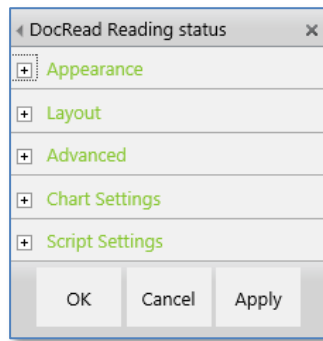 DocRead Reading status
Appearance
Layout
Advanced
Chart Settings
Script Settings
OK Cancel Apply